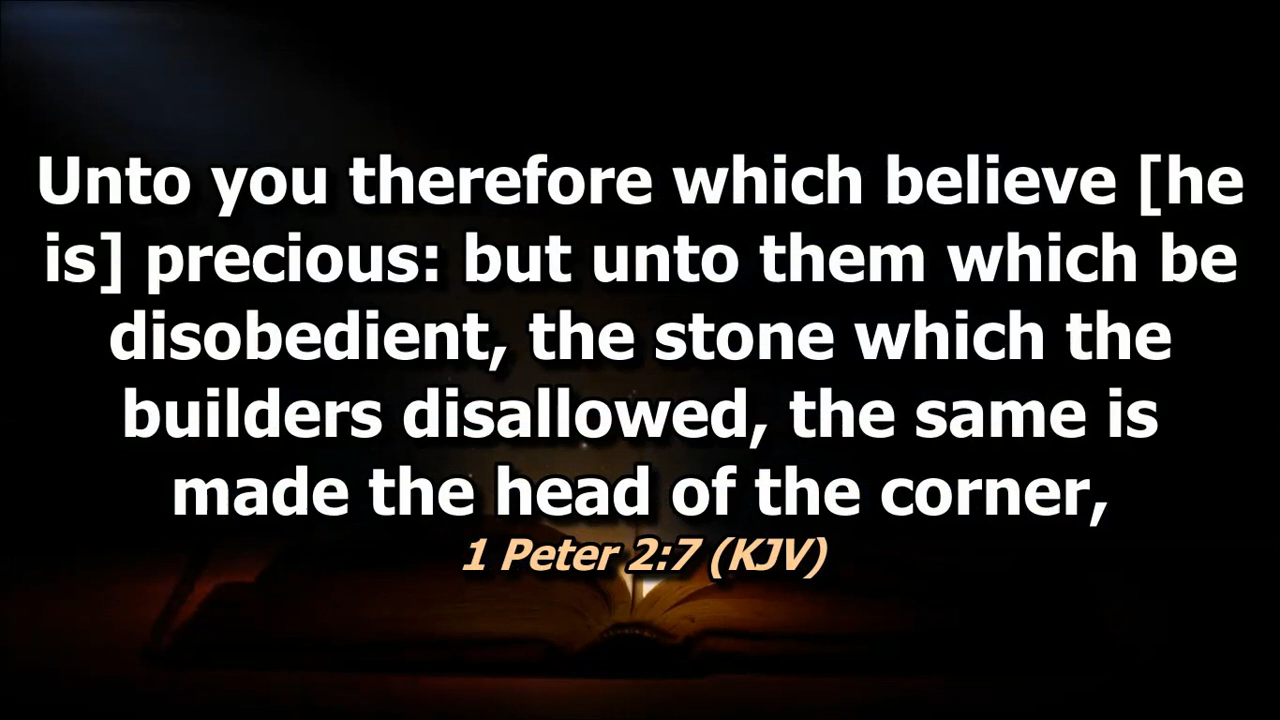 Unto you therefore which believe [he
is] precious: but unto them which be
disobedient, the stone which the
builders disallowed, the same is
made the head of the corner,
1 Peter 2:7 (KJV)